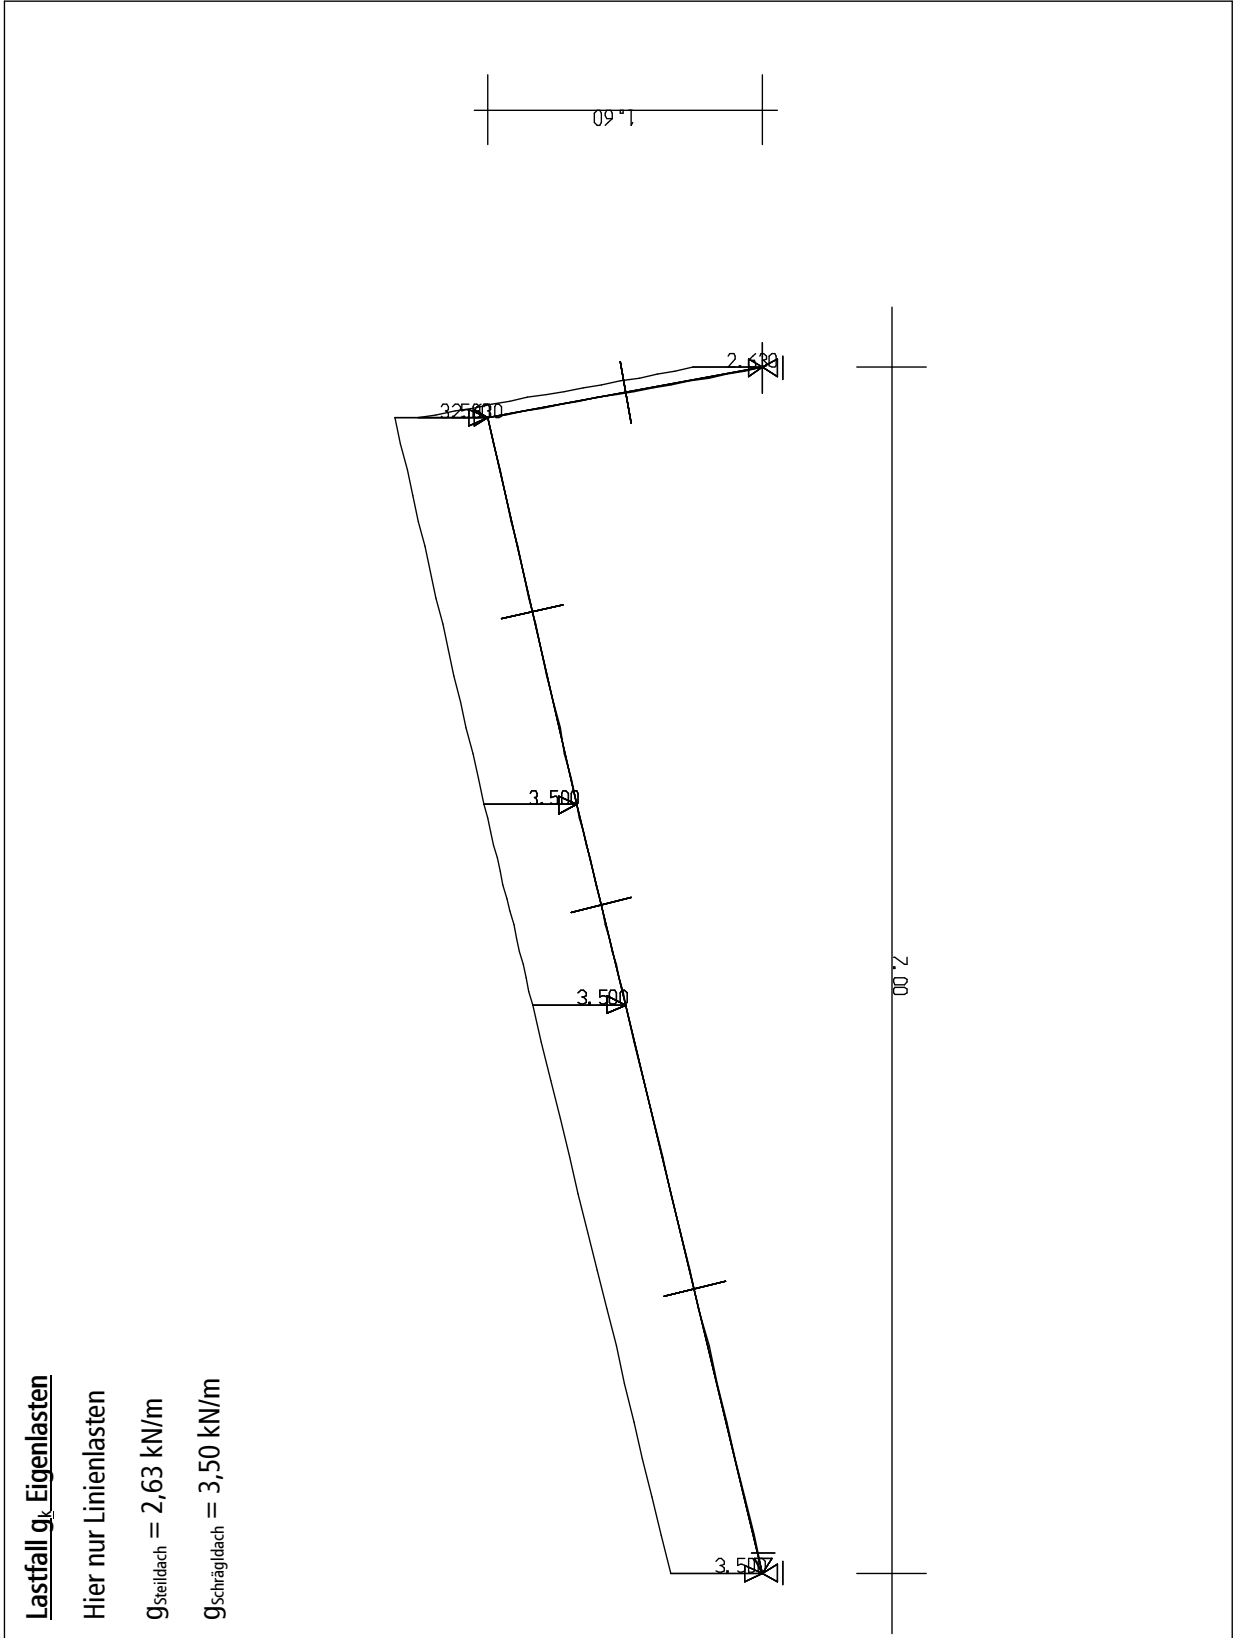 Lastfall gk Eigenlasten
Hier nur Linienlasten
gSteildach = 2,63 kN/m
gSchrägldach = 3,50 kN/m
1.60
2.630
3.500
3.500
3.500
7.00